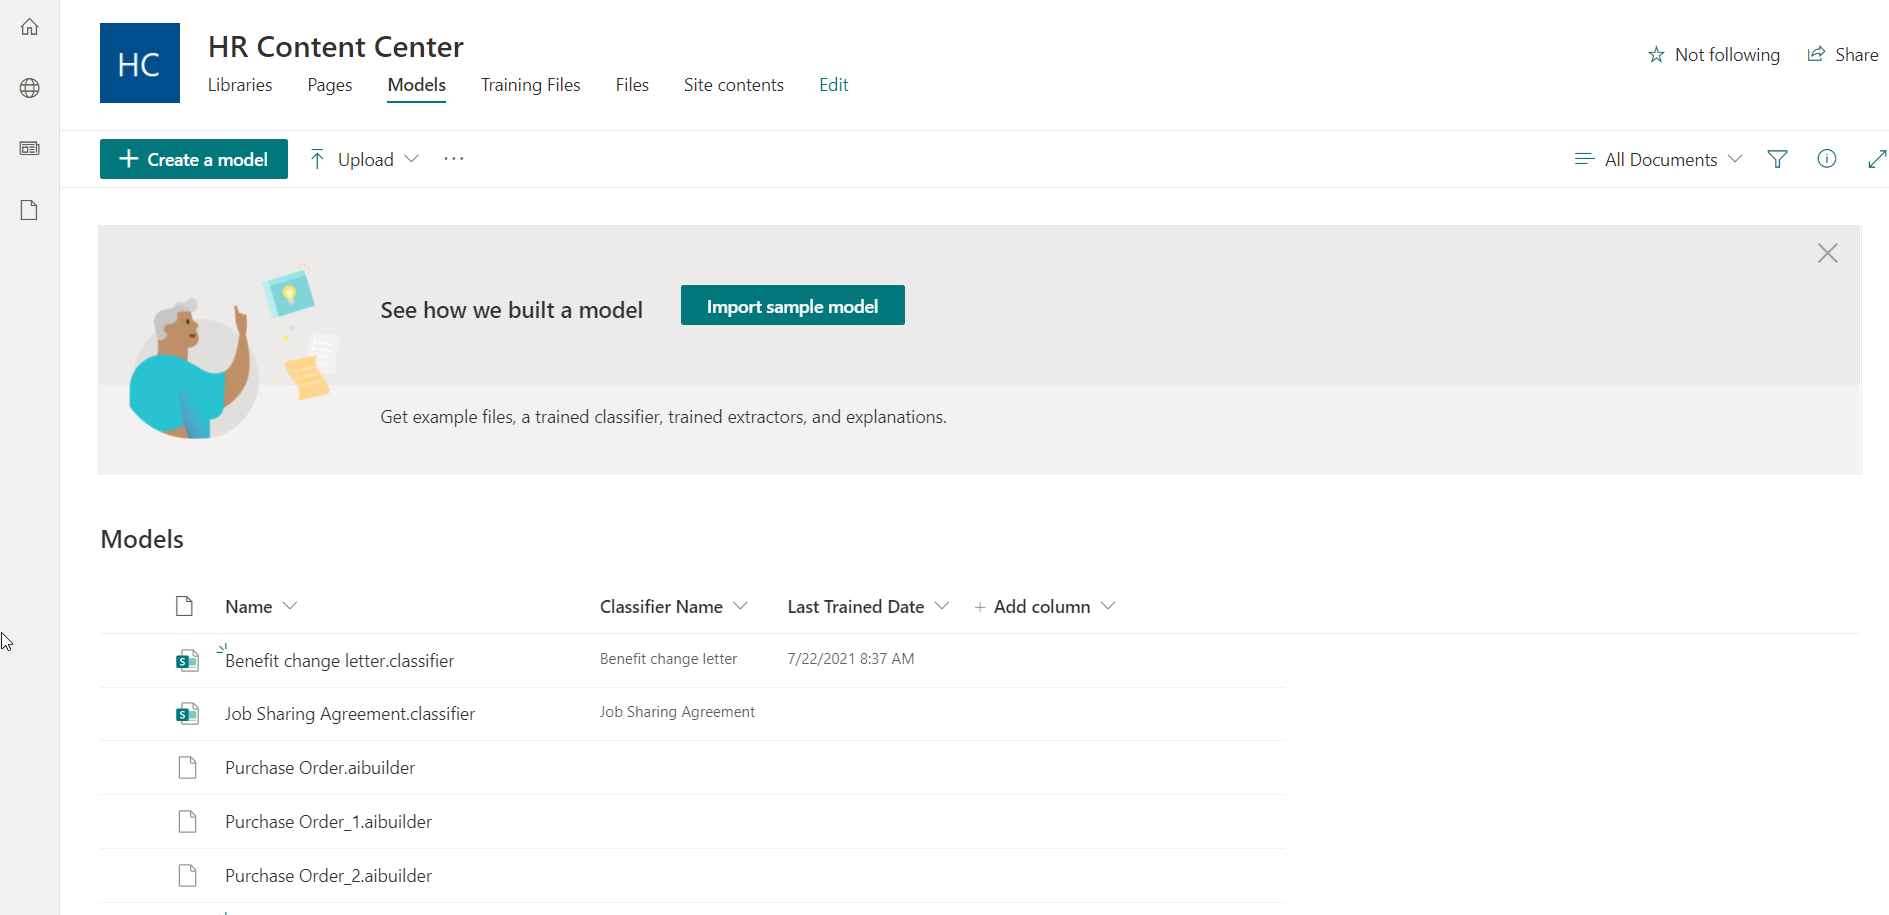 HC
HR Content Center
Libraries Pages Models Training Files Files Site contents Edit
Not following Share
Create a model Upload ··· All Documents
See how we built a model Import sample model
Get example files, a trained classifier, trained extractors, and explanations.
Models
Name Classifier Name Last Trained Date + Add column
Benefit change letter.classifier Benefit change letter 7/22/2021 8:37 AM
Job Sharing Agreement.classifier Job Sharing Agreement
Purchase Order.aibuilder
Purchase Order_1.aibuilder
Purchase Order_2.aibuilder